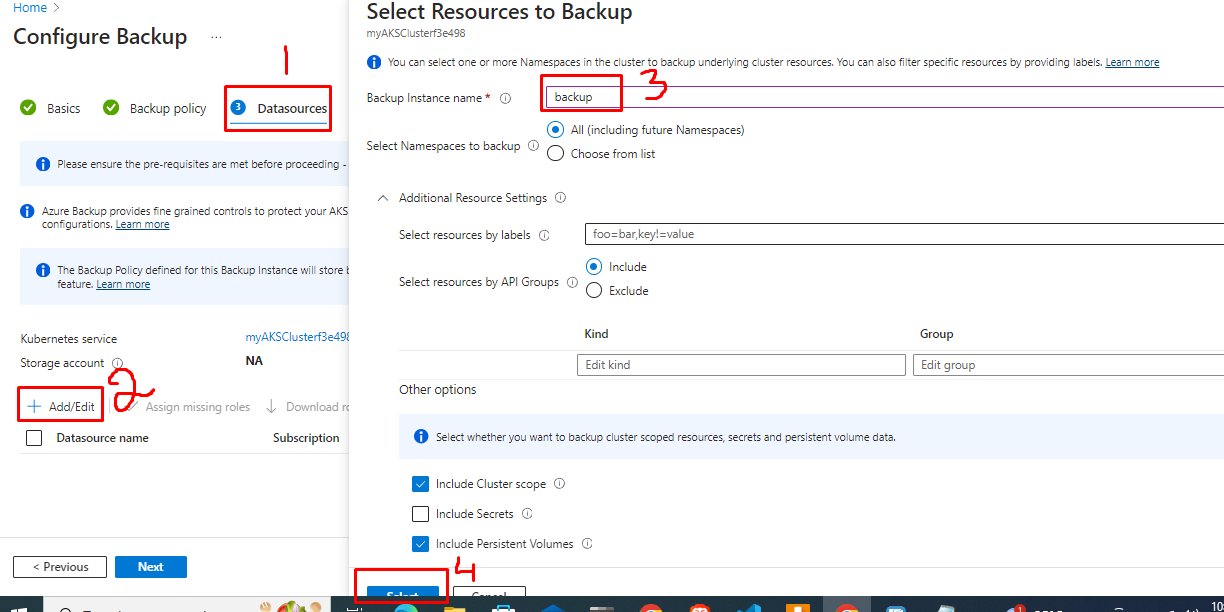 Home >
Configure Backup ...
1
Basics
Backup policy
3 Datasources
Please ensure the pre-requisites are met before proceeding -
Azure Backup provides fine grained controls to protect your AKS
configurations. Learn more
The Backup Policy defined for this Backup Instance will store
feature. Learn more
Kubernetes service
myAKSClusterf3e498
Storage account
NA
2
+ Add/Edit
Assign missing roles
Download
Datasource name
Subscription
< Previous
Next
Select Resources to Backup
myAKSClusterf3e498
You can select one or more Namespaces in the cluster to backup underlying cluster resources. You can also filter specific resources by providing labels. Learn more
Backup Instance name *
backup
3
Select Namespaces to backup
All (including future Namespaces)
Choose from list
Additional Resource Settings
Select resources by labels
foo=bar,key!=value
Select resources by API Groups
Include
Exclude
Kind
Group
Edit kind
Edit group
Other options
Select whether you want to backup cluster scoped resources, secrets and persistent volume data.
Include Cluster scope
Include Secrets
Include Persistent Volumes
4
Select
Cancel